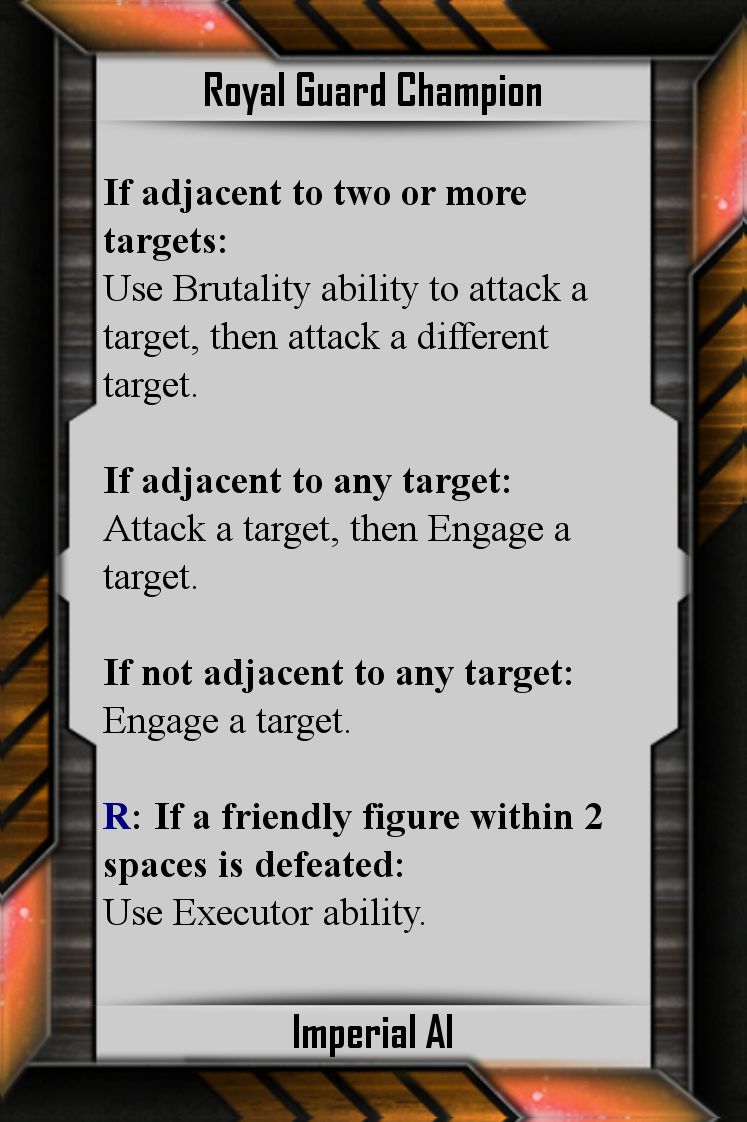 Royal Guard Champion
If adjacent to two or more
targets:
Use Brutality ability to attack a
target, then attack a different
target.
If adjacent to any target:
Attack a target, then Engage a
target.
If not adjacent to any target:
Engage a target.
R: If a friendly figure within 2
spaces is defeated:
Use Executor ability.
Imperial AI